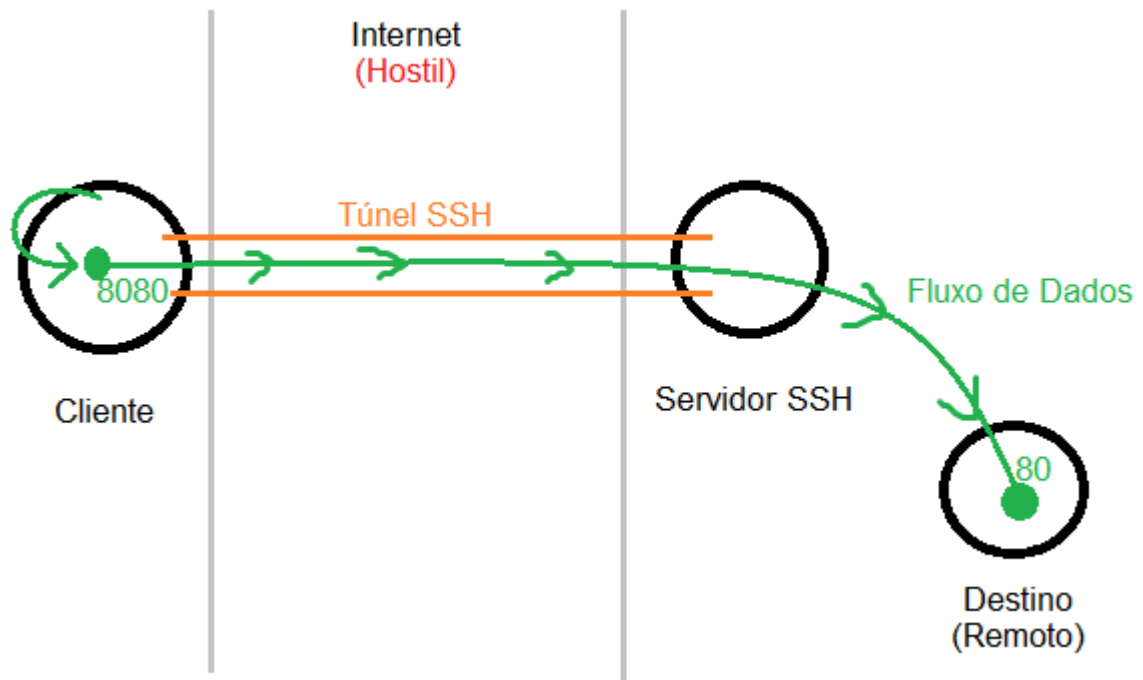 Internet
(Hostil)
Túnel SSH
8080
Fluxo de Dados
Cliente
Servidor SSH
80
Destino
(Remoto)